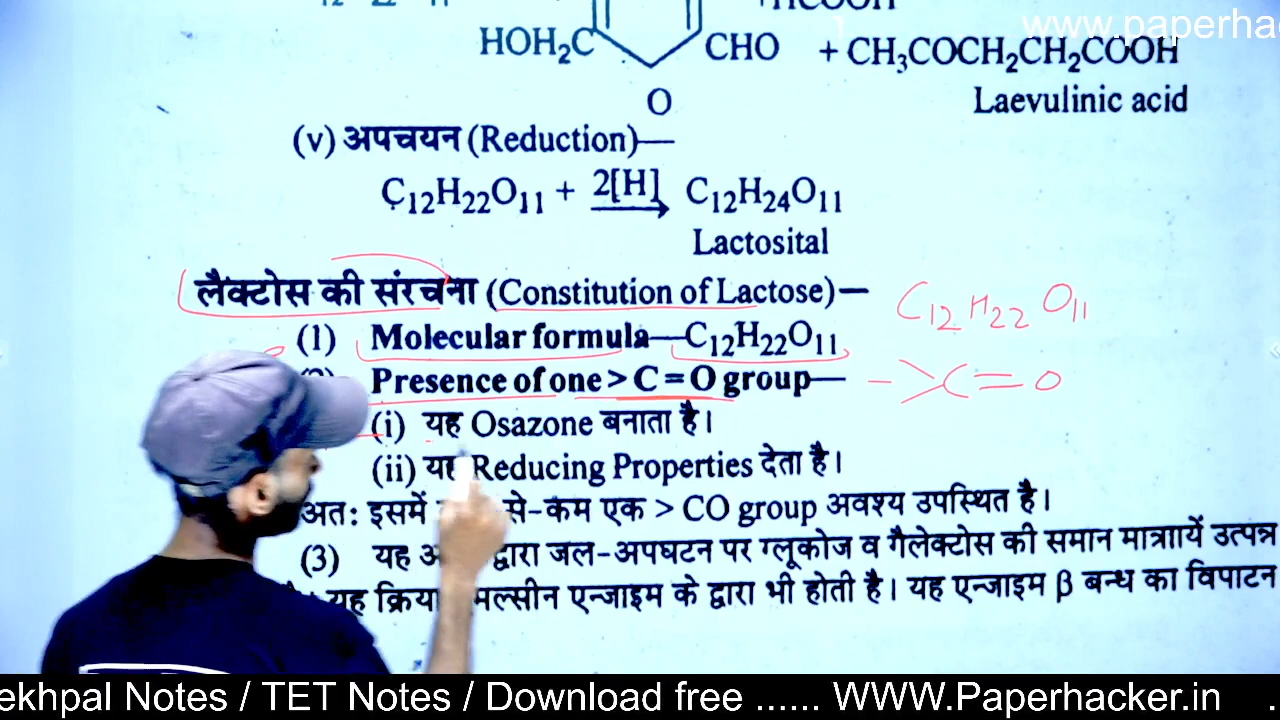 www.paperha
HOH₂C CHO + CH₃COCH₂CH₂COOH
O Laevulinic acid
(v) अपचयन (Reduction)—
C₁₂H₂₂O₁₁ + 2[H] → C₁₂H₂₄O₁₁
Lactosital
लैक्टोस की संरचना (Constitution of Lactose)—
C₁₂H₂₂O₁₁
(1) Molecular formula—C₁₂H₂₂O₁₁
Presence of one > C = O group— - >C=O
(i) यह Osazone बनाता है।
(ii) यह Reducing Properties देता है।
अत: इसमें से-कम एक > CO group अवश्य उपस्थित है।
(3) यह द्वारा जल-अपघटन पर ग्लूकोज व गैलेक्टोस की समान मात्राायें उत्पन्न
यह क्रिया एन्जाइम के द्वारा भी होती है। यह एन्जाइम β बन्ध का विपाटन
ekhpal Notes / TET Notes / Download free ...... WWW.Paperhacker.in